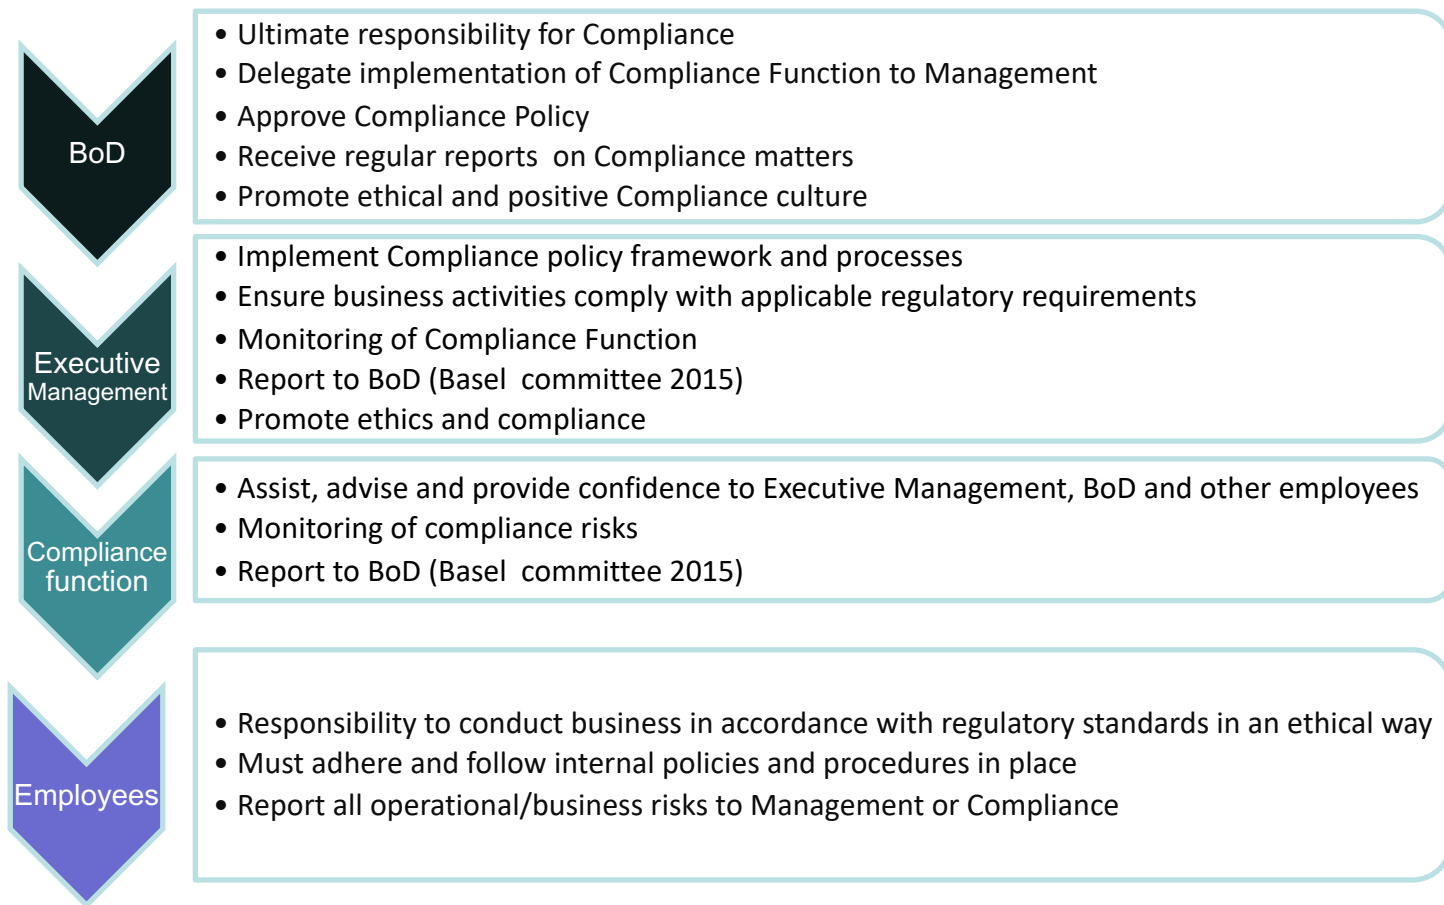 BoD
• Ultimate responsibility for Compliance
• Delegate implementation of Compliance Function to Management
• Approve Compliance Policy
• Receive regular reports  on Compliance matters
• Promote ethical and positive Compliance culture
Executive
Management
• Implement Compliance policy framework and processes
• Ensure business activities comply with applicable regulatory requirements
• Monitoring of Compliance Function
• Report to BoD (Basel  committee 2015)
• Promote ethics and compliance
Compliance
function
• Assist, advise and provide confidence to Executive Management, BoD and other employees
• Monitoring of compliance risks
• Report to BoD (Basel  committee 2015)
Employees
• Responsibility to conduct business in accordance with regulatory standards in an ethical way
• Must adhere and follow internal policies and procedures in place
• Report all operational/business risks to Management or Compliance